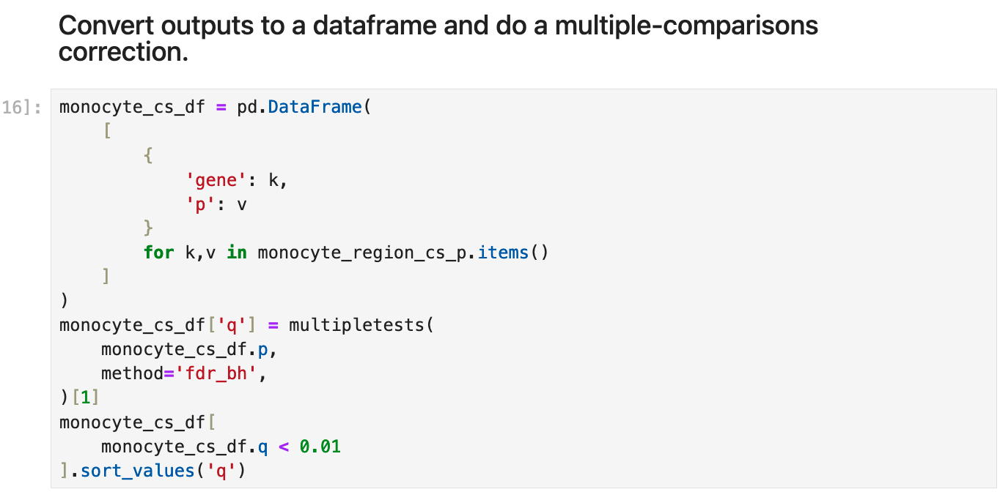 Convert outputs to a dataframe and do a multiple-comparisons
correction.
16]:
monocyte_cs_df = pd.DataFrame(
    [
        {
            'gene': k,
            'p': v
        }
        for k,v in monocyte_region_cs_p.items()
    ]
)
monocyte_cs_df['q'] = multipletests(
    monocyte_cs_df.p,
    method='fdr_bh',
)[1]
monocyte_cs_df[
    monocyte_cs_df.q < 0.01
].sort_values('q')